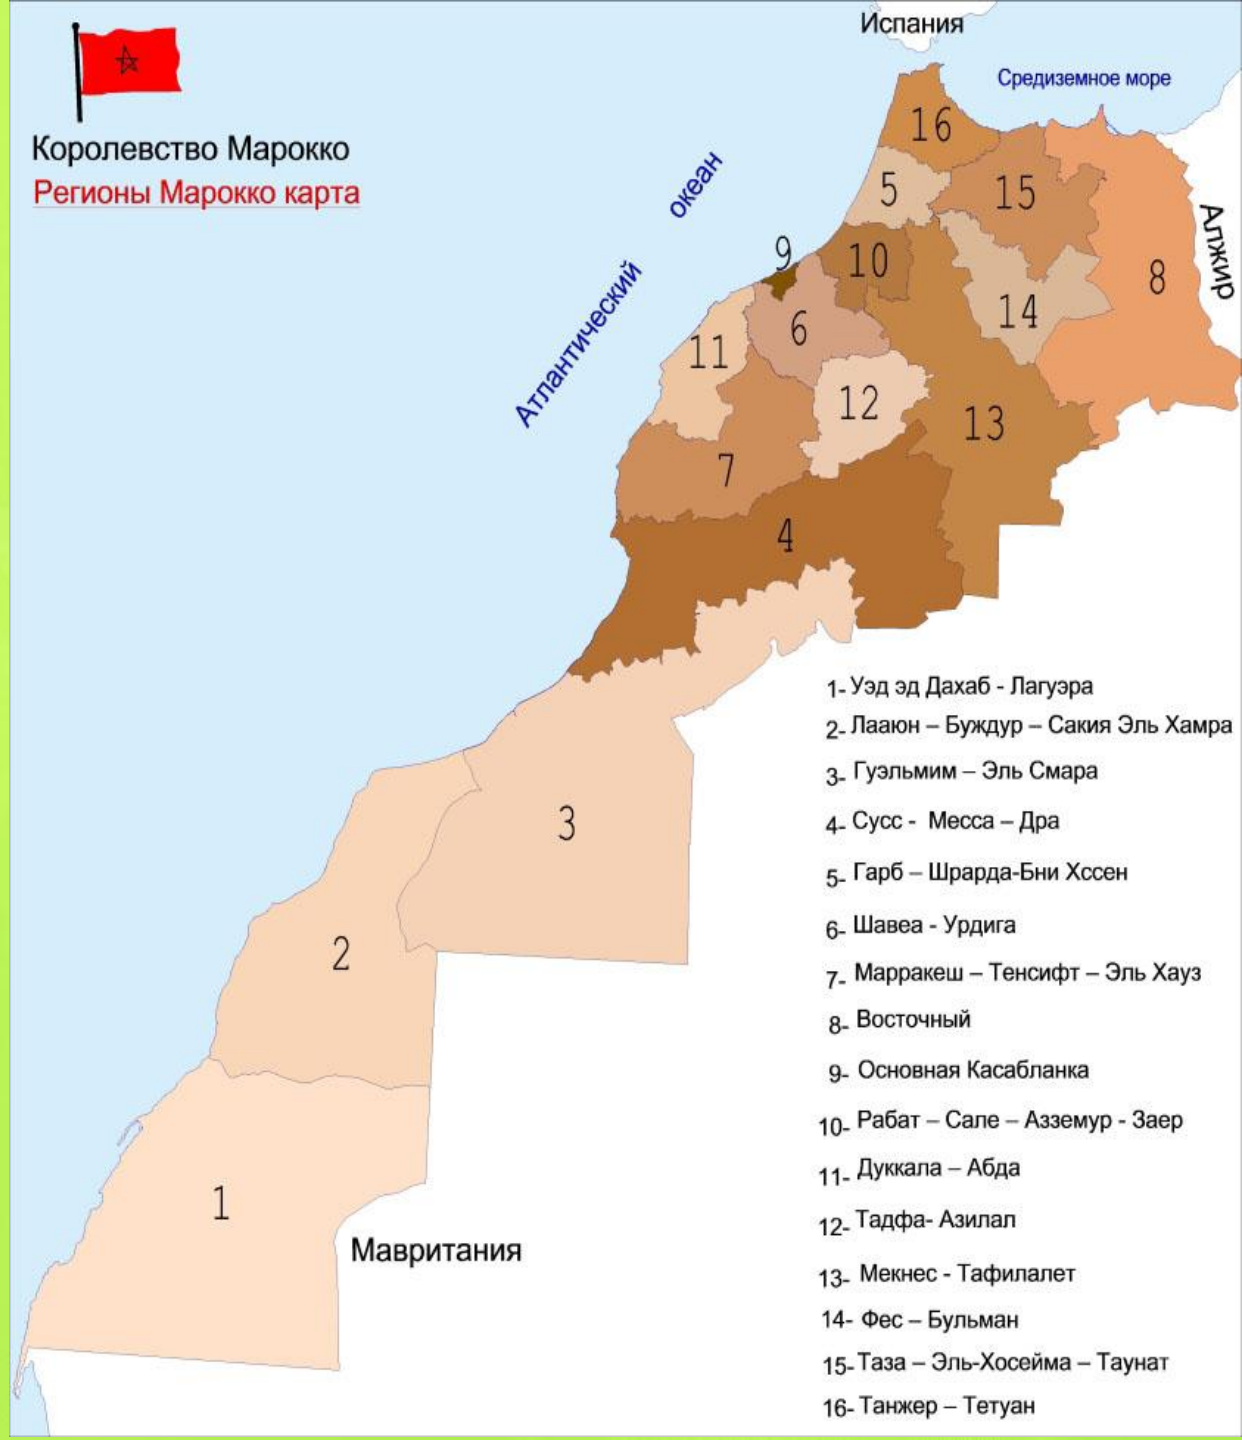 Испания
Средиземное море
Королевство Марокко
Регионы Марокко карта
океан
Атлантический
Алжир
16
5
15
9
10
8
14
6
11
12
13
7
4
3
2
1
Мавритания
1- Уэд эд Дахаб - Лагуэра
2- Лааюн – Буждур – Сакия Эль Хамра
3- Гуэльмим – Эль Смара
4- Сусс - Месса – Дра
5- Гарб – Шрарда-Бни Хссен
6- Шавеа - Урдига
7- Марракеш – Тенсифт – Эль Хауз
8- Восточный
9- Основная Касабланка
10- Рабат – Сале – Азземур - Заер
11- Дуккала – Абда
12- Тадфа- Азилал
13- Мекнес - Тафилалет
14- Фес – Бульман
15- Таза – Эль-Хосейма – Таунат
16- Танжер – Тетуан